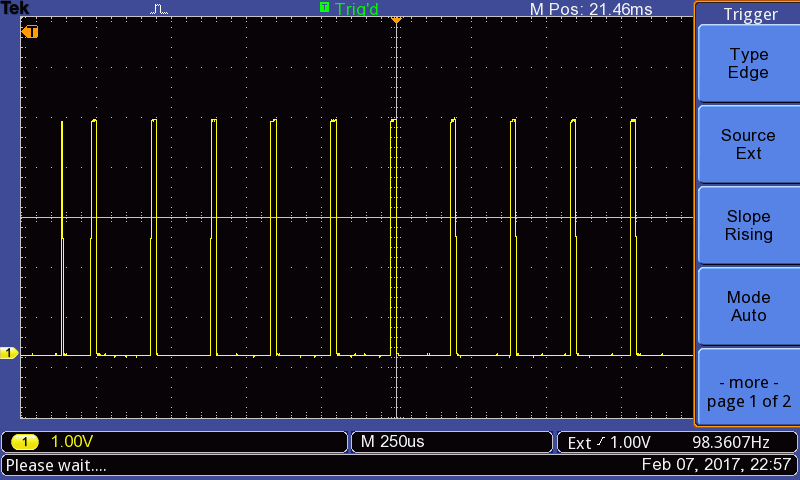 Tek T Trig'd M Pos: 21.46ms
T
Trigger
Type
Edge
Source
Ext
Slope
Rising
Mode
Auto
- more -
page 1 of 2
1
1 1.00V M 250us Ext 1.00V 98.3607Hz
Please wait.... Feb 07, 2017, 22:57